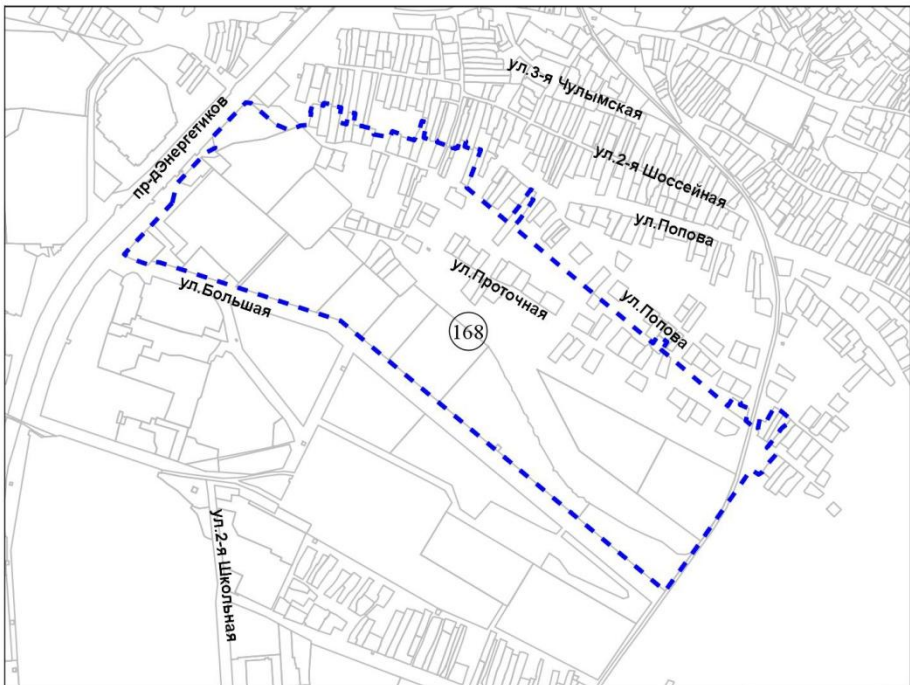 ул.3-я Чулымская
пр-дЭнергетиков
ул.2-я Шоссейная
ул.Попова
ул.Проточная
ул.Большая
ул.Попова
168
ул.2-я Школьная